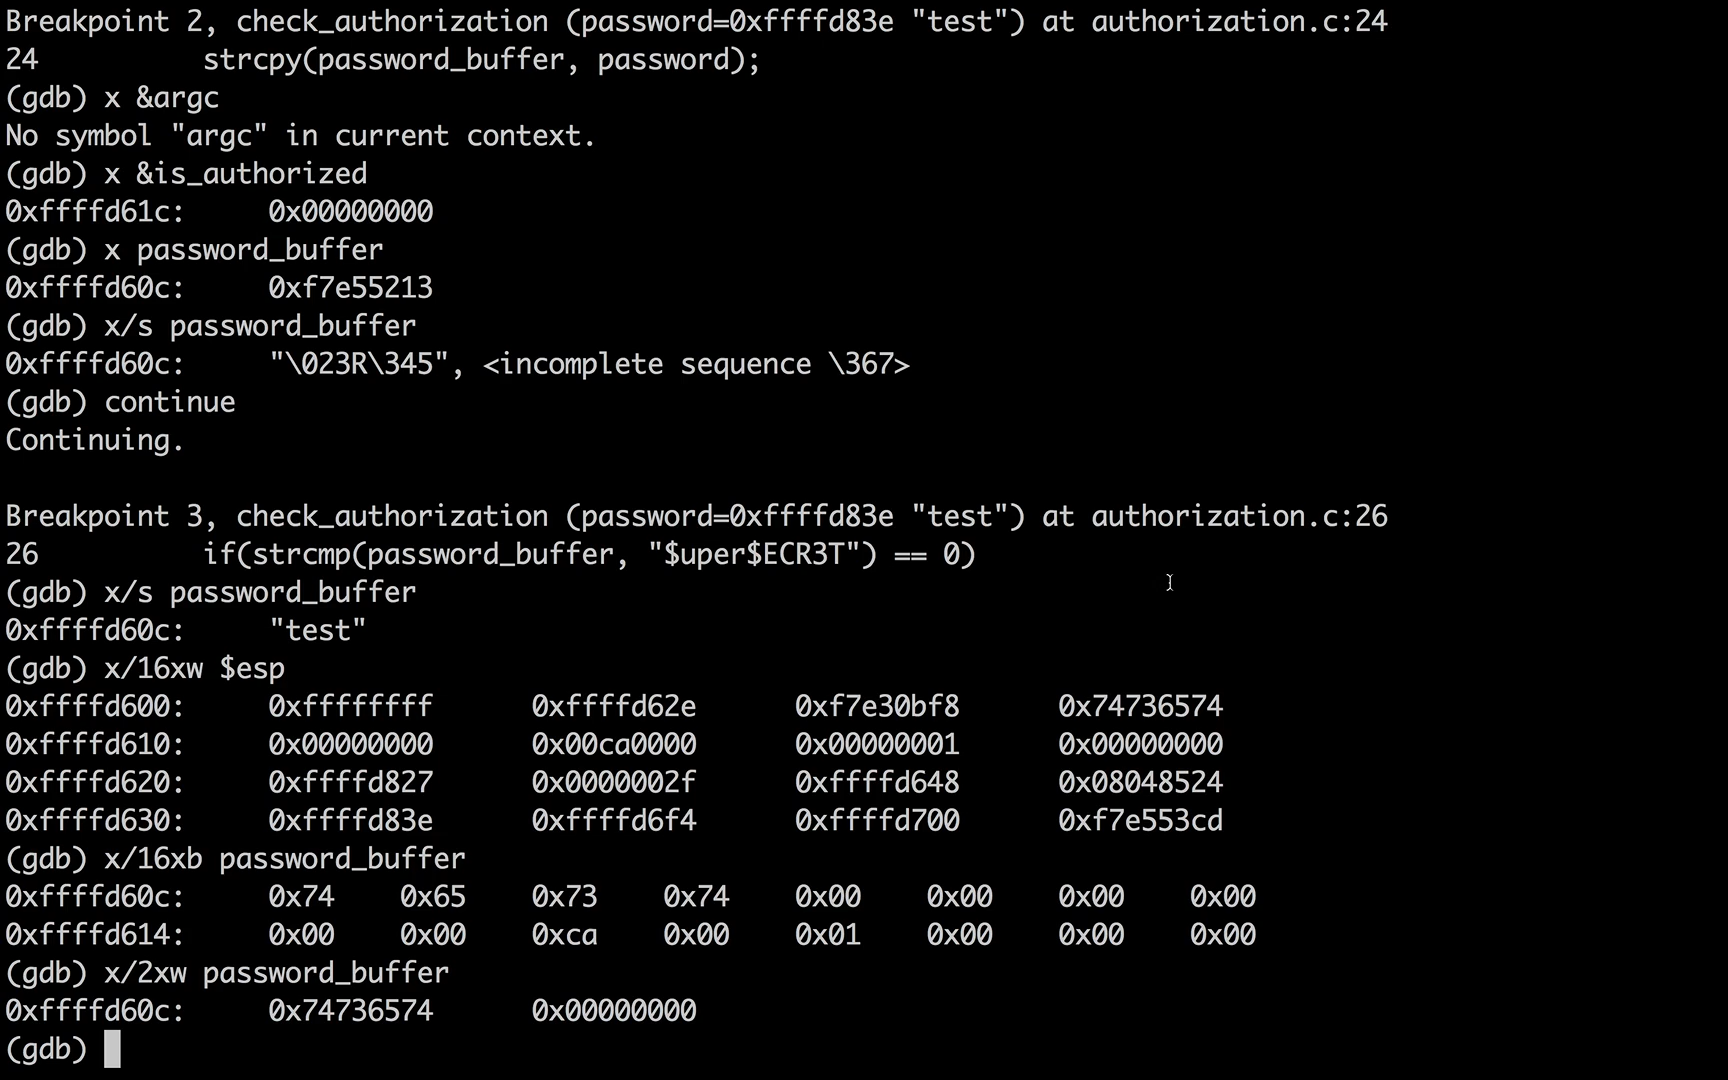 Breakpoint 2, check_authorization (password=0xffffd83e "test") at authorization.c:24
24          strcpy(password_buffer, password);
(gdb) x &argc
No symbol "argc" in current context.
(gdb) x &is_authorized
0xffffd61c:     0x00000000
(gdb) x password_buffer
0xffffd60c:     0xf7e55213
(gdb) x/s password_buffer
0xffffd60c:     "\023R\345", <incomplete sequence \367>
(gdb) continue
Continuing.

Breakpoint 3, check_authorization (password=0xffffd83e "test") at authorization.c:26
26          if(strcmp(password_buffer, "$uper$ECR3T") == 0)
(gdb) x/s password_buffer
0xffffd60c:     "test"
(gdb) x/16xw $esp
0xffffd600:     0xffffffff      0xffffd62e      0xf7e30bf8      0x74736574
0xffffd610:     0x00000000      0x00ca0000      0x00000001      0x00000000
0xffffd620:     0xffffd827      0x0000002f      0xffffd648      0x08048524
0xffffd630:     0xffffd83e      0xffffd6f4      0xffffd700      0xf7e553cd
(gdb) x/16xb password_buffer
0xffffd60c:     0x74    0x65    0x73    0x74    0x00    0x00    0x00    0x00
0xffffd614:     0x00    0x00    0xca    0x00    0x01    0x00    0x00    0x00
(gdb) x/2xw password_buffer
0xffffd60c:     0x74736574      0x00000000
(gdb)